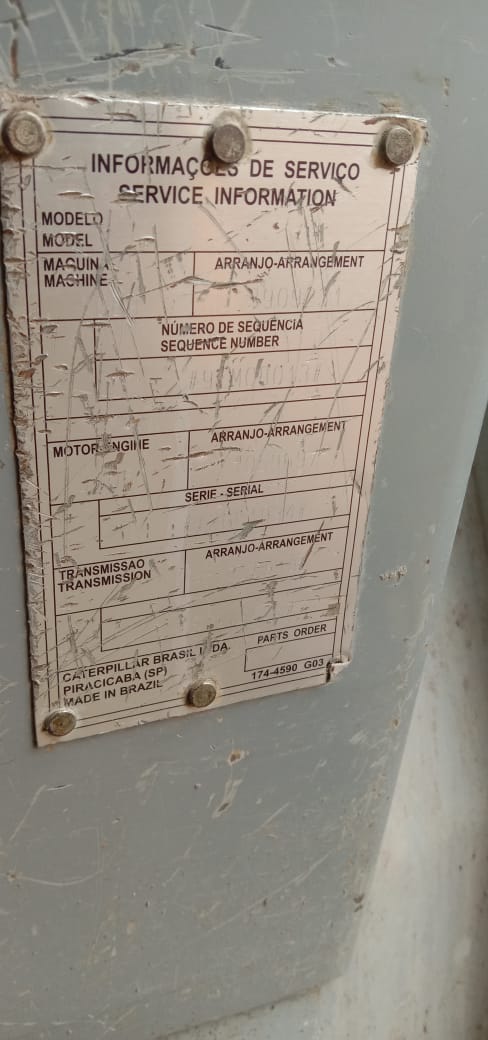 INFORMAÇÕES DE SERVIÇO
SERVICE INFORMATION
MODELO
MODEL
MAQUINA
MACHINE
ARRANJO-ARRANGEMENT
NÚMERO DE SEQUÊNCIA
SEQUENCE NUMBER
MOTOR-ENGINE
ARRANJO-ARRANGEMENT
SERIE - SERIAL
TRANSMISSAO
TRANSMISSION
ARRANJO-ARRANGEMENT
CATERPILLAR BRASIL LTDA.
PIRACICABA (SP)
MADE IN BRAZIL
PARTS ORDER
174-4590 G03